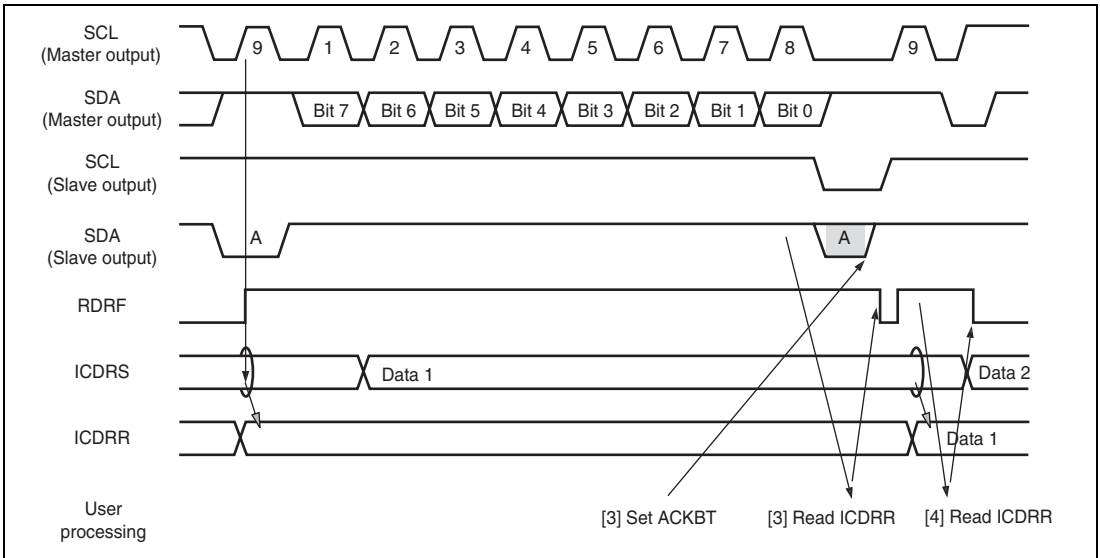 SCL
(Master output)
9 1 2 3 4 5 6 7 8 9
SDA
(Master output)
Bit 7 Bit 6 Bit 5 Bit 4 Bit 3 Bit 2 Bit 1 Bit 0
SCL
(Slave output)
SDA
(Slave output)
A A
RDRF
ICDRS
Data 1 Data 2
ICDRR
Data 1
User
processing
[3] Set ACKBT [3] Read ICDRR [4] Read ICDRR